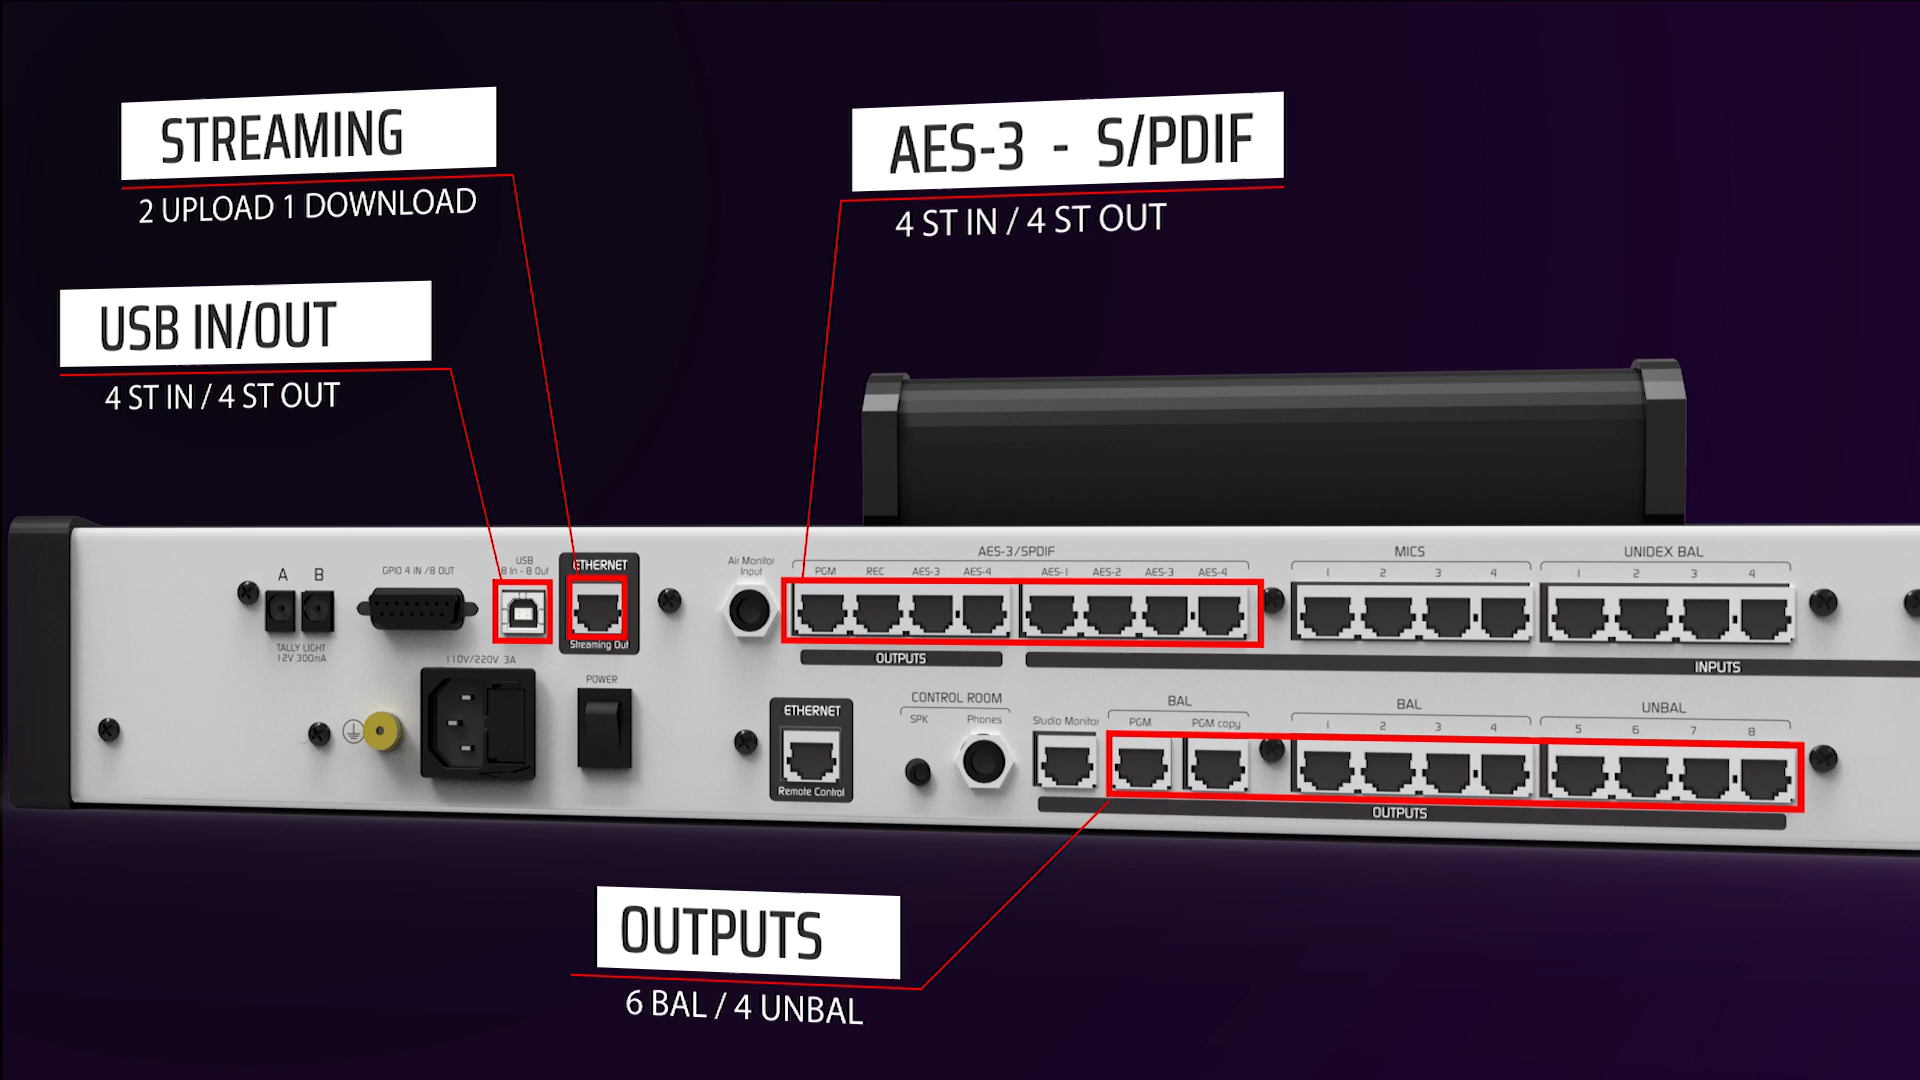 STREAMING
2 UPLOAD 1 DOWNLOAD
AES-3 - S/PDIF
4 ST IN / 4 ST OUT
USB IN/OUT
4 ST IN / 4 ST OUT
A B
TALLY LIGHT
12V 300mA
GPIO 4 IN /8 OUT
USB
8 In - 8 Out
ETHERNET
Streaming Out
110V/220V 3A
POWER
Air Monitor
Input
AES-3/SPDIF
PGM REC AES-3 AES-4 AES-1 AES-2 AES-3 AES-4
OUTPUTS
MICS
1 2 3 4
UNIDEX BAL
1 2 3 4
INPUTS
ETHERNET
Remote Control
CONTROL ROOM
SPK Phones
Studio Monitor
BAL
PGM PGM copy
BAL
1 2 3 4
UNBAL
5 6 7 8
OUTPUTS
OUTPUTS
6 BAL / 4 UNBAL